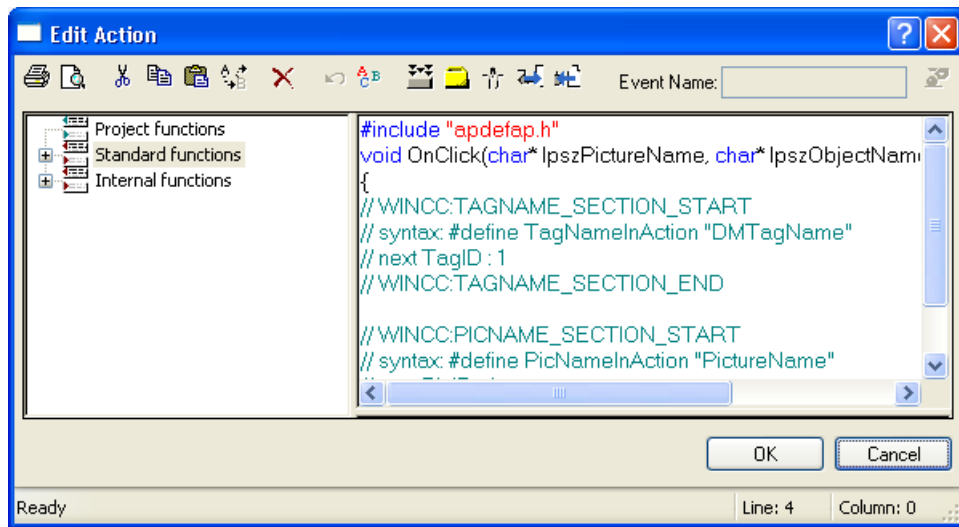 Edit Action
Event Name:
Project functions
Standard functions
Internal functions
#include "apdefap.h"
void OnClick(char* lpszPictureName, char* lpszObjectNam
{
// WINCC:TAGNAME_SECTION_START
// syntax: #define TagNameInAction "DMTagName"
// next TagID : 1
// WINCC:TAGNAME_SECTION_END
// WINCC:PICNAME_SECTION_START
// syntax: #define PicNameInAction "PictureName"
OK
Cancel
Ready
Line: 4
Column: 0